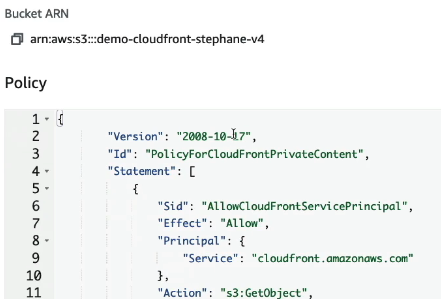 Bucket ARN
arn:aws:s3:::demo-cloudfront-stephane-v4
Policy
1 {
2 "Version": "2008-10-17",
3 "Id": "PolicyForCloudFrontPrivateContent",
4 "Statement": [
5 {
6 "Sid": "AllowCloudFrontServicePrincipal",
7 "Effect": "Allow",
8 "Principal": {
9 "Service": "cloudfront.amazonaws.com"
10 },
11 "Action": "s3:GetObject",